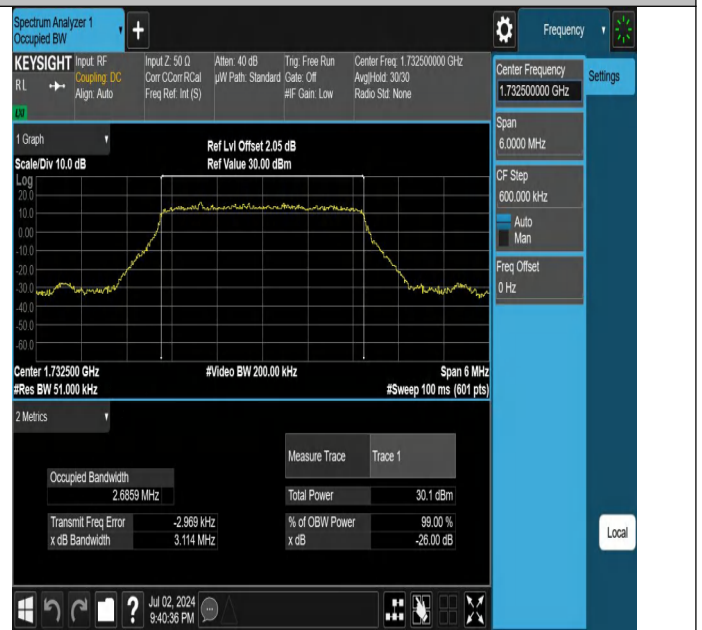 Spectrum Analyzer 1
Occupied BW
+
Frequency
KEYSIGHT
RL
Input: RF
Coupling: DC
Align: Auto
Input Z: 50 Ω
Corr CCorr RCal
Freq Ref: Int (S)
Atten: 40 dB
µW Path: Standard
Trig: Free Run
Gate: Off
#IF Gain: Low
Center Freq: 1.732500000 GHz
Avg|Hold: 30/30
Radio Std: None
LXI
Center Frequency
1.732500000 GHz
Settings
Span
6.0000 MHz
CF Step
600.000 kHz
Auto
Man
Freq Offset
0 Hz
1 Graph
Scale/Div 10.0 dB
Ref Lvl Offset 2.05 dB
Ref Value 30.00 dBm
Log
20.0
10.0
0.00
-10.0
-20.0
-30.0
-40.0
-50.0
-60.0
Center 1.732500 GHz
#Res BW 51.000 kHz
#Video BW 200.00 kHz
Span 6 MHz
#Sweep 100 ms (601 pts)
2 Metrics
Measure Trace
Trace 1
Occupied Bandwidth
2.6859 MHz
Total Power
30.1 dBm
Transmit Freq Error
-2.969 kHz
% of OBW Power
99.00 %
x dB Bandwidth
3.114 MHz
x dB
-26.00 dB
Local
?
Jul 02, 2024
9:40:36 PM